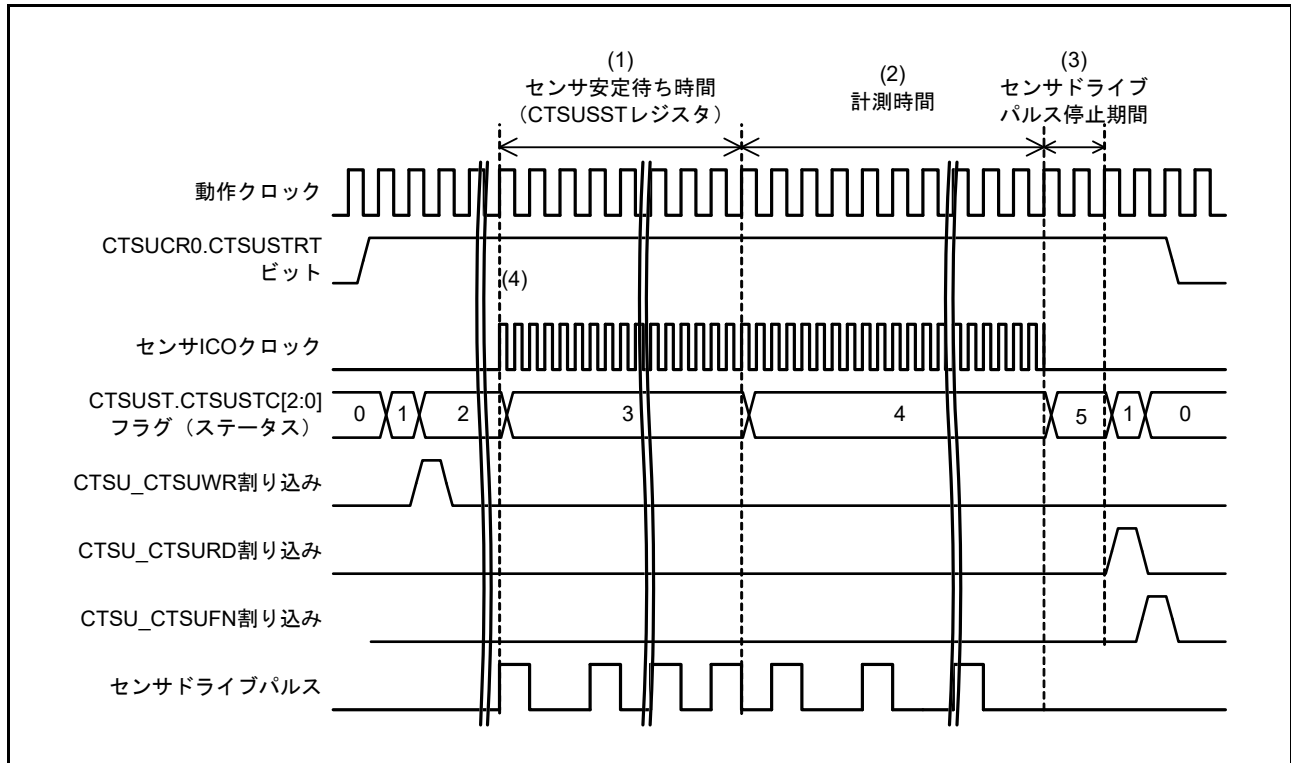 (1)
センサ安定待ち時間
（CTSUSSTレジスタ）
(2)
計測時間
(3)
センサドライブ
パルス停止期間
動作クロック
CTSUCR0.CTSUSTRT
ビット
(4)
センサICOクロック
CTSUST.CTSUSTC[2:0]
フラグ（ステータス）
0 1 2 3 4 5 1 0
CTSU_CTSUWR割り込み
CTSU_CTSURD割り込み
CTSU_CTSUFN割り込み
センサドライブパルス